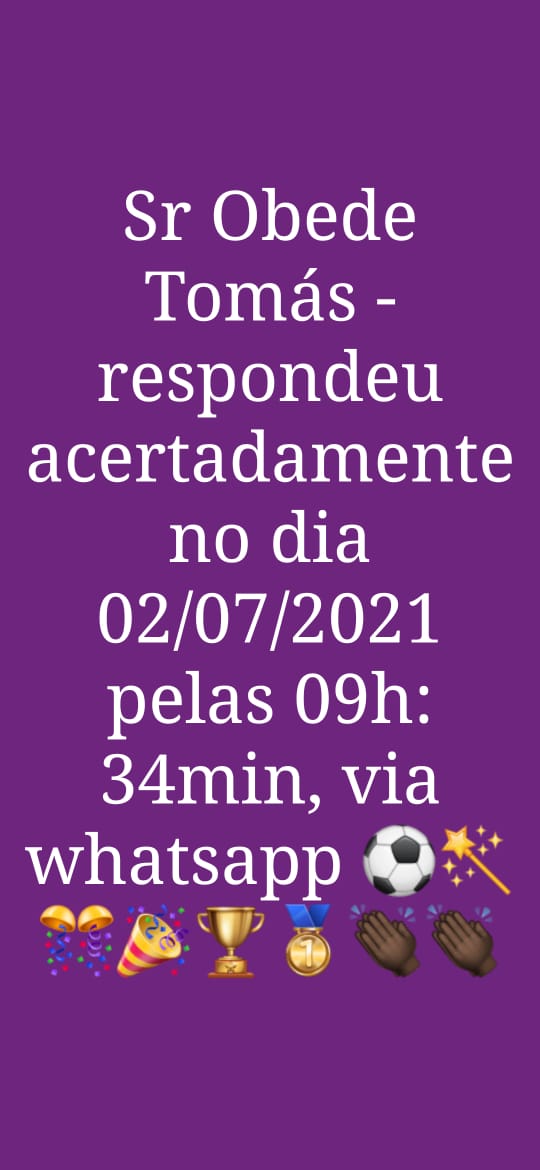 Sr Obede
Tomás -
respondeu
acertadamente
no dia
02/07/2021
pelas 09h:
34min, via
whatsapp ⚽🪄
🎊🎉🏆🥇👏🏿👏🏿